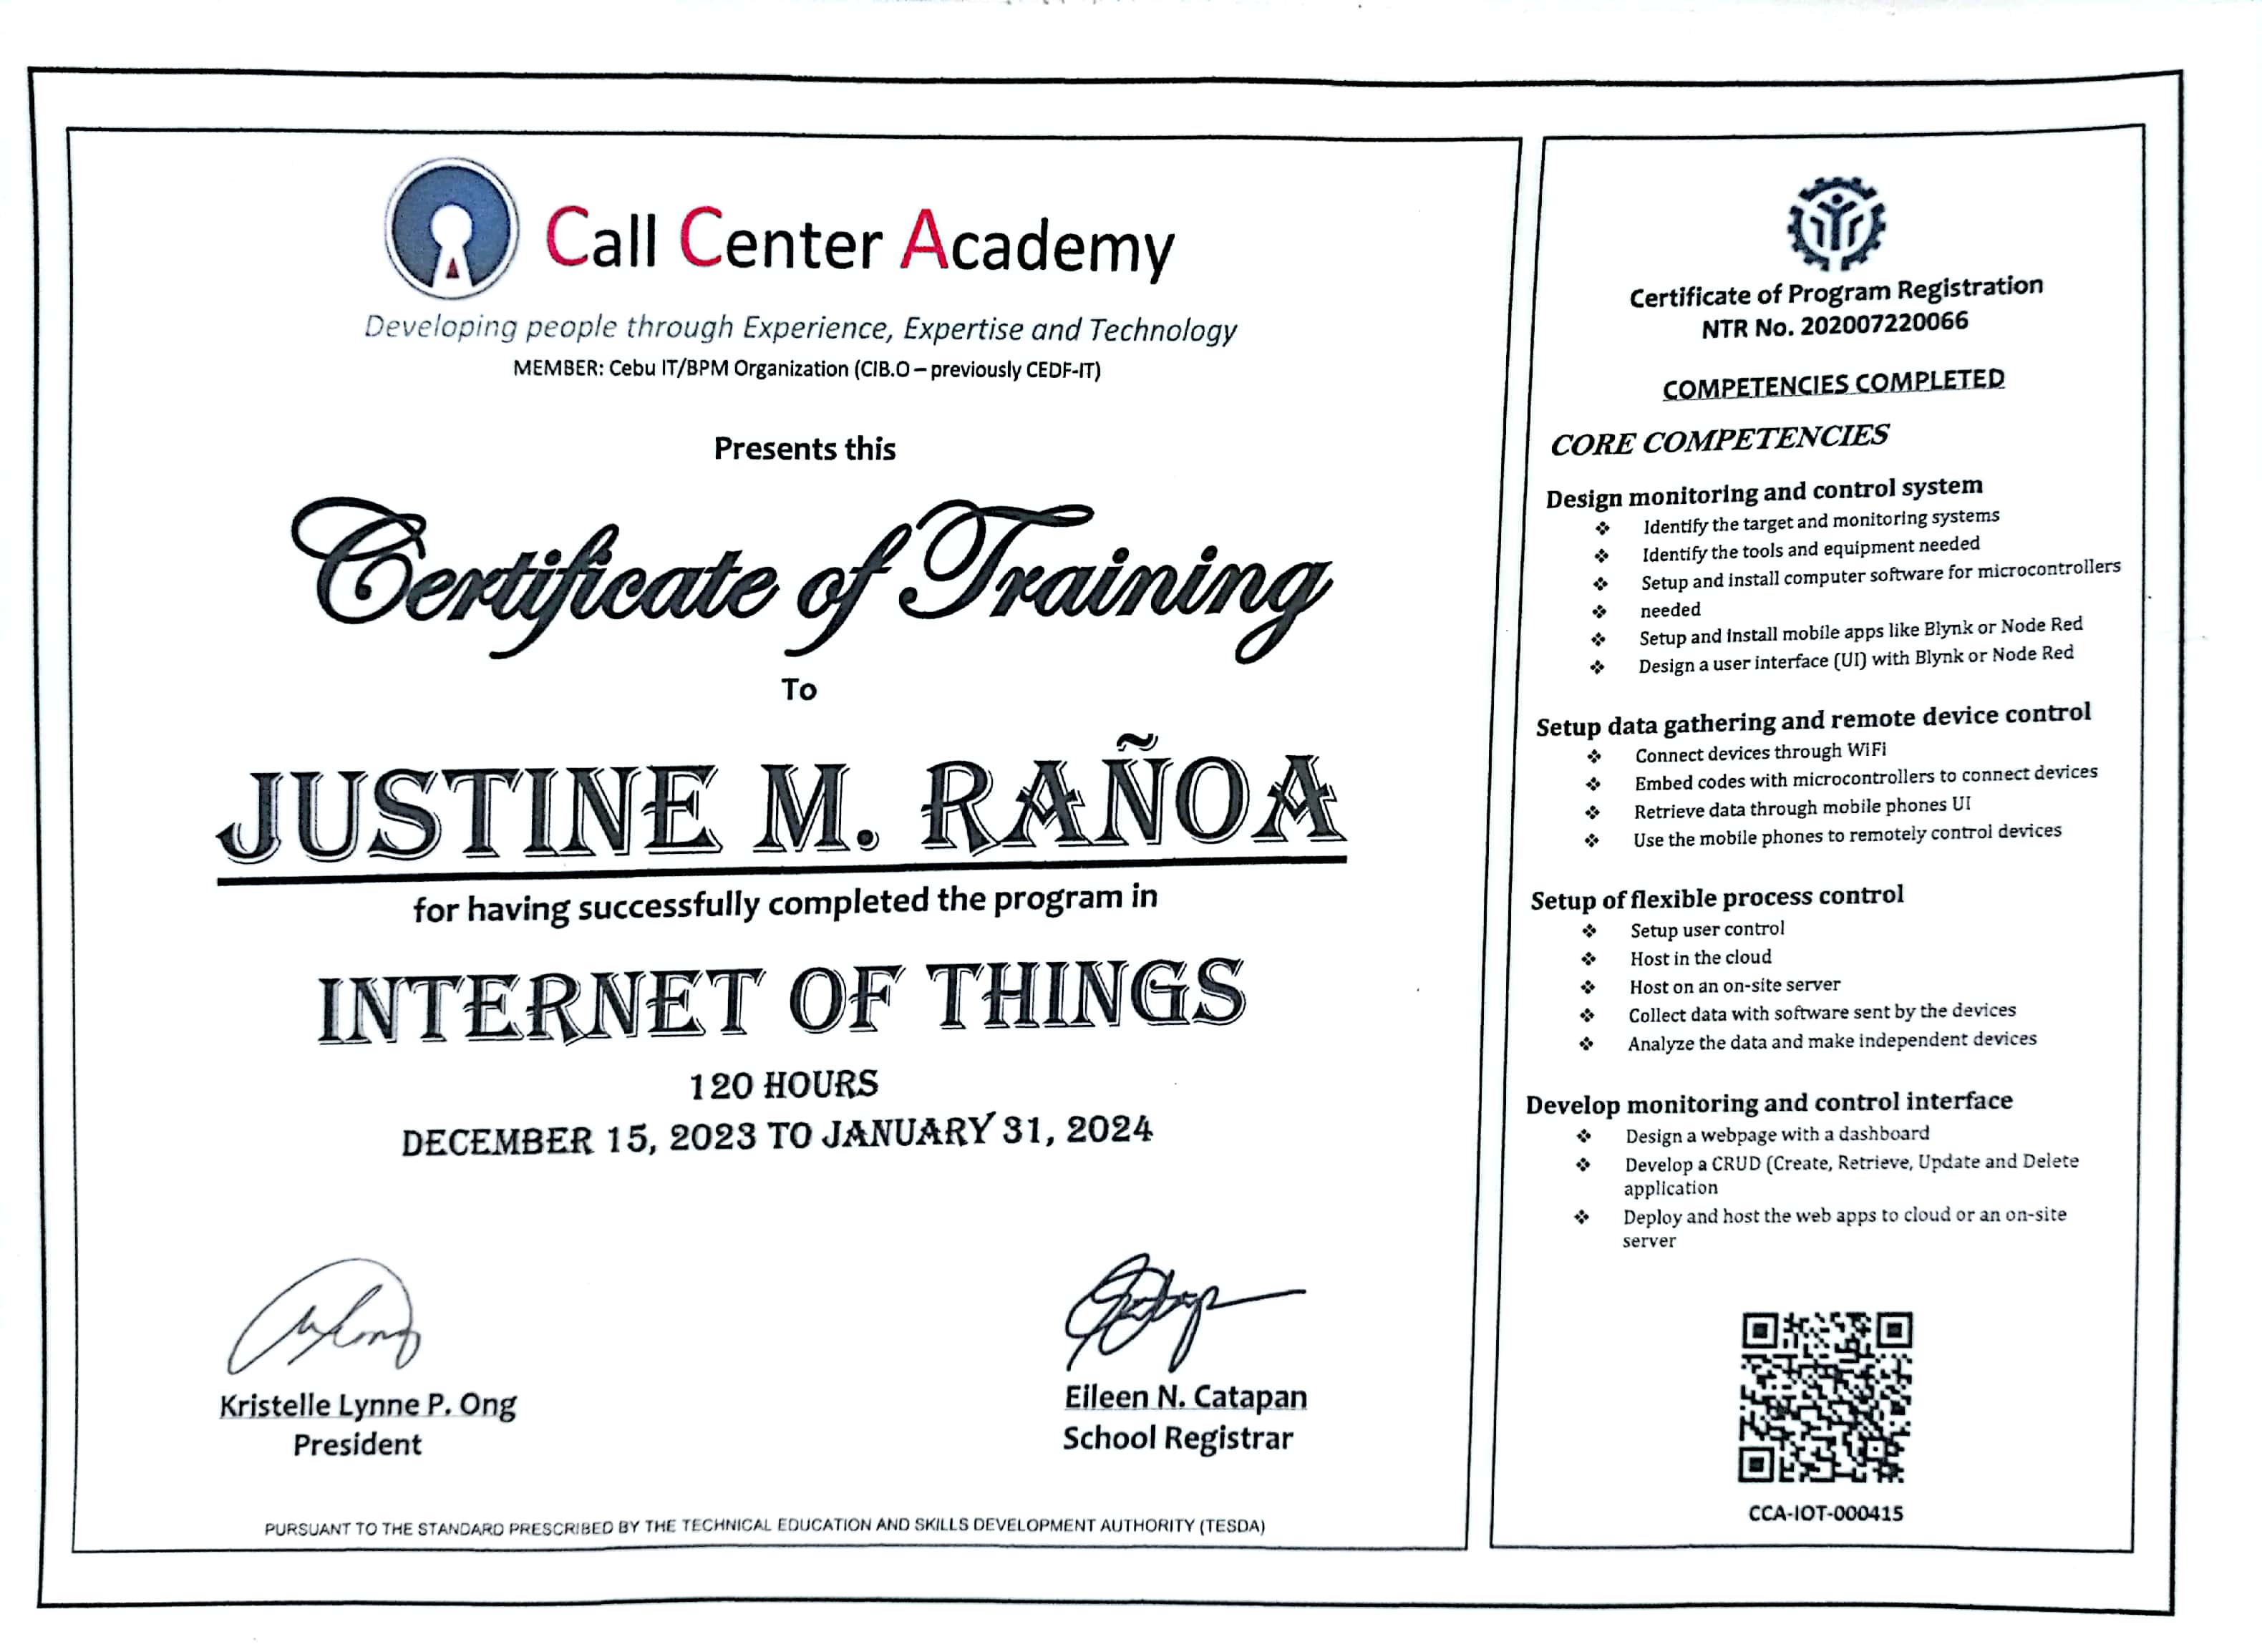 Call Center Academy
Developing people through Experience, Expertise and Technology
MEMBER: Cebu IT/BPM Organization (CIB.O – previously CEDF-IT)
Presents this
Certificate of Training
To
JUSTINE M. RAÑOA
for having successfully completed the program in
INTERNET OF THINGS
120 HOURS
DECEMBER 15, 2023 TO JANUARY 31, 2024
Kristelle Lynne P. Ong
President
Eileen N. Catapan
School Registrar
PURSUANT TO THE STANDARD PRESCRIBED BY THE TECHNICAL EDUCATION AND SKILLS DEVELOPMENT AUTHORITY (TESDA)
Certificate of Program Registration
NTR No. 202007220066
COMPETENCIES COMPLETED
CORE COMPETENCIES
Design monitoring and control system
❖ Identify the target and monitoring systems
❖ Identify the tools and equipment needed
❖ Setup and install computer software for microcontrollers
❖ needed
❖ Setup and install mobile apps like Blynk or Node Red
❖ Design a user interface (UI) with Blynk or Node Red
Setup data gathering and remote device control
❖ Connect devices through WiFi
❖ Embed codes with microcontrollers to connect devices
❖ Retrieve data through mobile phones UI
❖ Use the mobile phones to remotely control devices
Setup of flexible process control
❖ Setup user control
❖ Host in the cloud
❖ Host on an on-site server
❖ Collect data with software sent by the devices
❖ Analyze the data and make independent devices
Develop monitoring and control interface
❖ Design a webpage with a dashboard
❖ Develop a CRUD (Create, Retrieve, Update and Delete
application
❖ Deploy and host the web apps to cloud or an on-site
server
CCA-IOT-000415